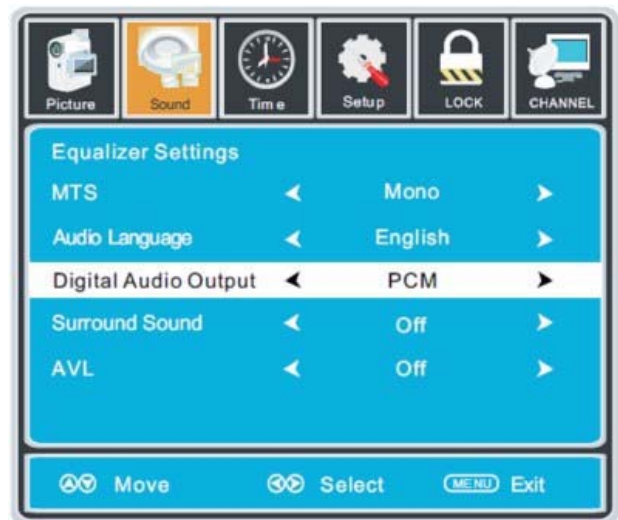 Picture Sound Time Setup LOCK CHANNEL
Equalizer Settings
MTS Mono
Audio Language English
Digital Audio Output PCM
Surround Sound Off
AVL Off
Move Select MENU Exit